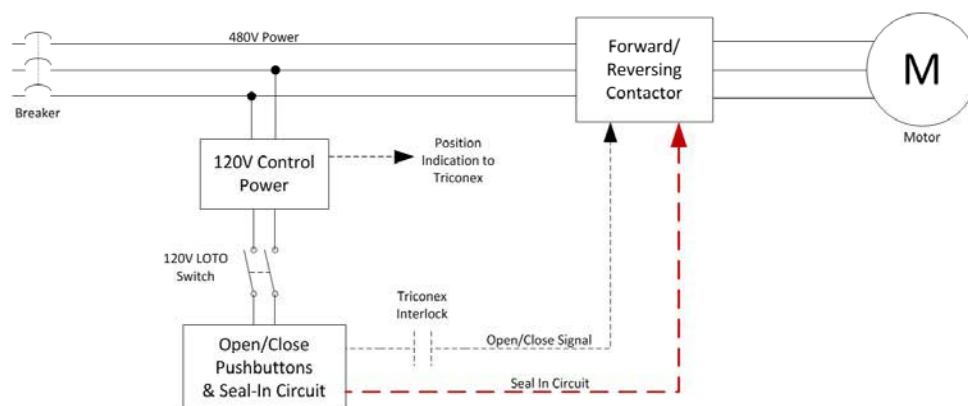 480V Power
Breaker
Forward/
Reversing
Contactor
M
Motor
120V Control
Power
Position
Indication to
Triconex
120V LOTO
Switch
Triconex
Interlock
Open/Close
Pushbuttons
& Seal-In Circuit
Open/Close Signal
Seal In Circuit